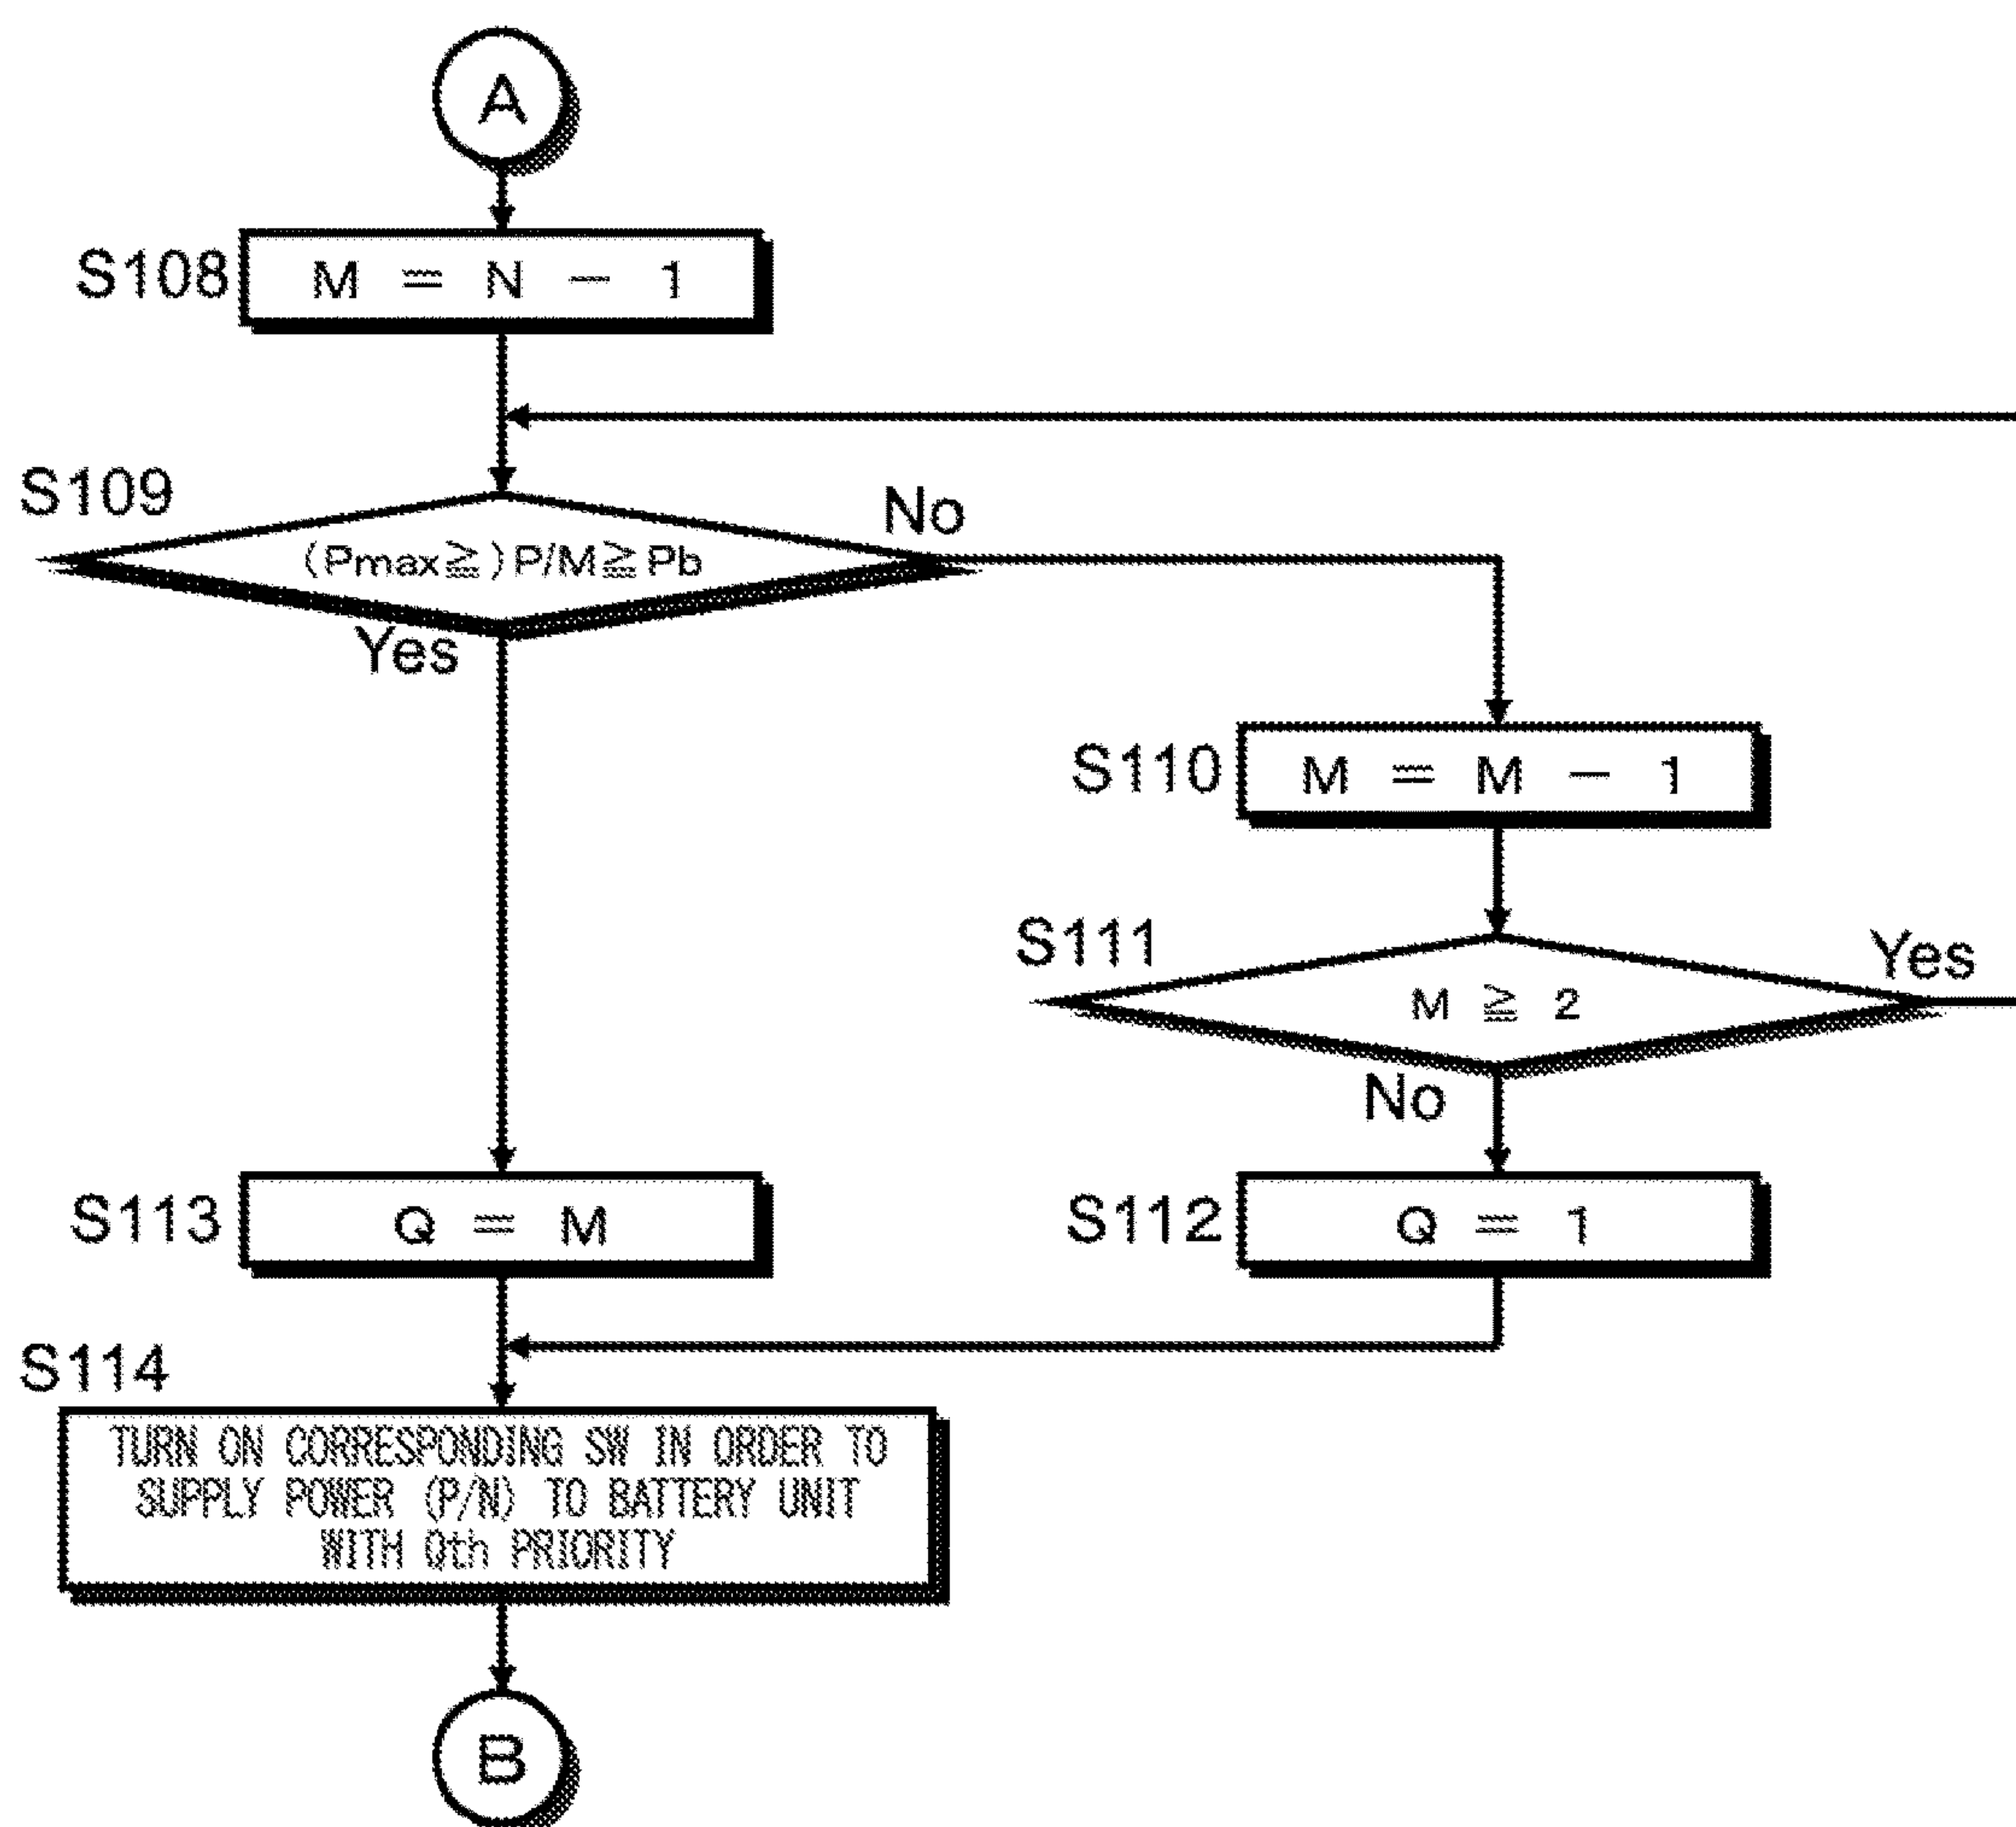 A
S108
M = N - 1
S109
(Pmax≧)P/M≧Pb
No
Yes
S110
M = M - 1
S111
M ≧ 2
Yes
No
S113
Q = M
S112
Q = 1
S114
TURN ON CORRESPONDING SW IN ORDER TO
SUPPLY POWER (P/N) TO BATTERY UNIT
WITH Qth PRIORITY
B